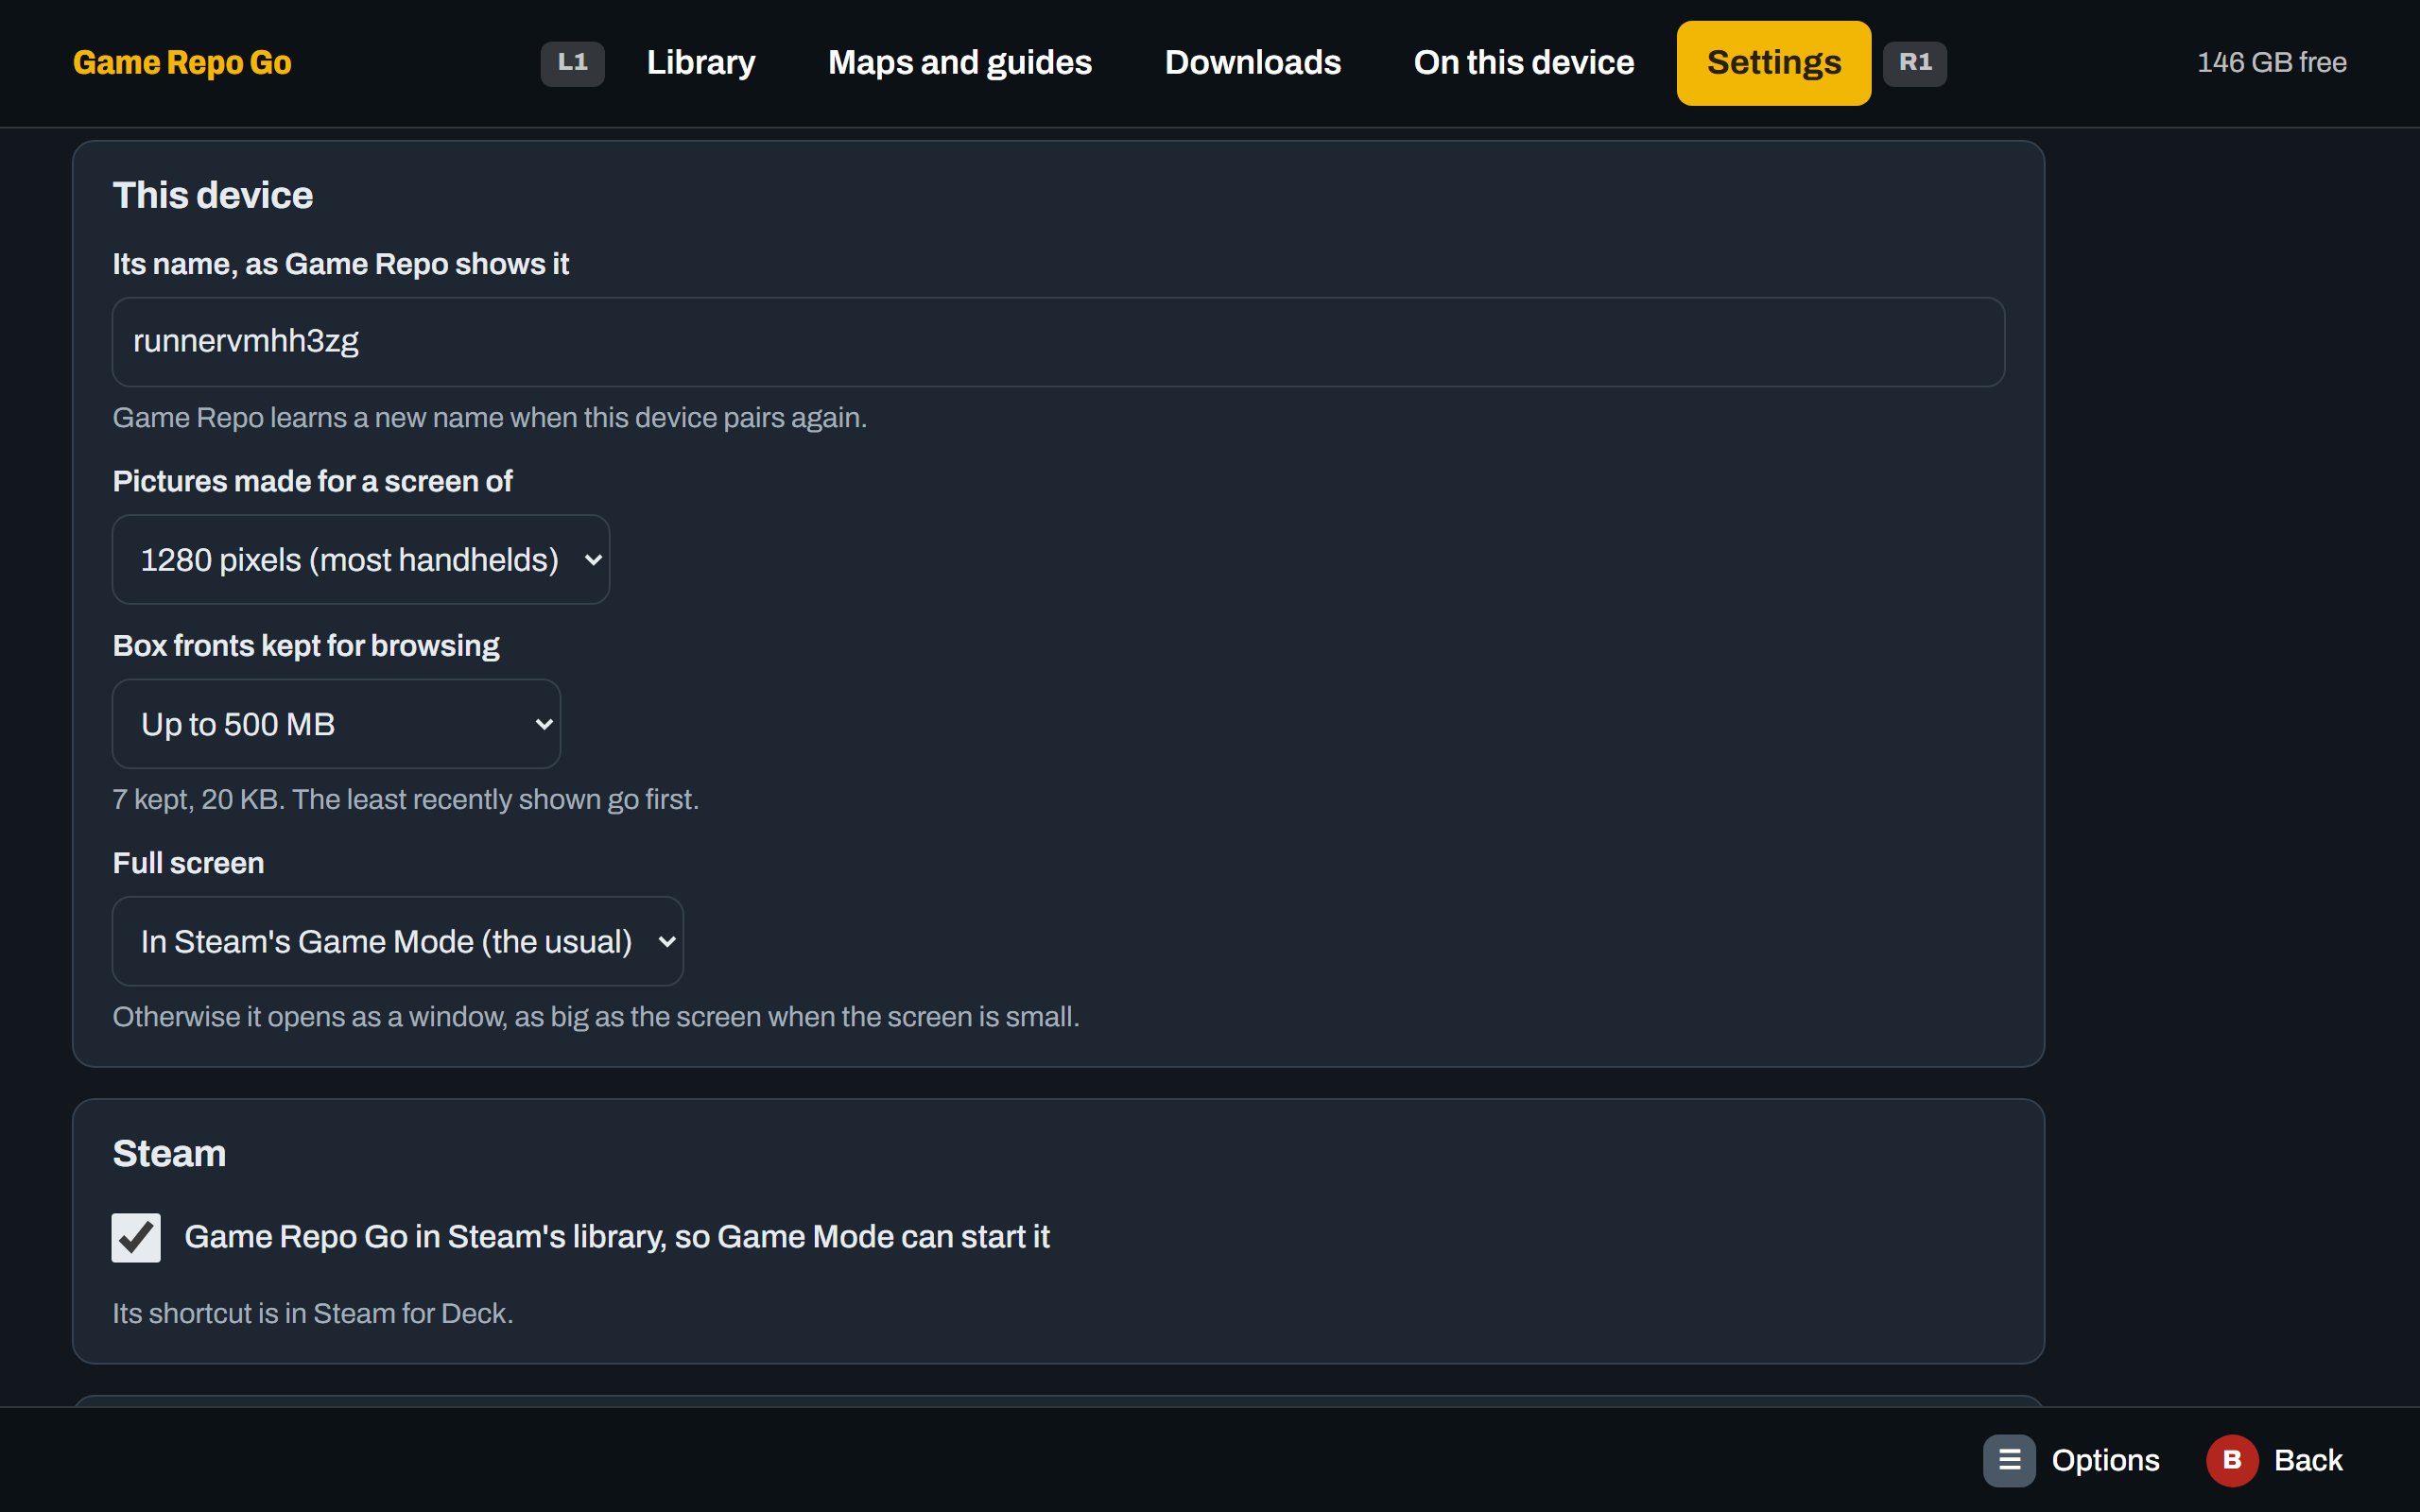 Game Repo Go
L1
Library
Maps and guides
Downloads
On this device
Settings
R1
146 GB free
This device
Its name, as Game Repo shows it
runnervmhh3zg
Game Repo learns a new name when this device pairs again.
Pictures made for a screen of
1280 pixels (most handhelds)
Box fronts kept for browsing
Up to 500 MB
7 kept, 20 KB. The least recently shown go first.
Full screen
In Steam's Game Mode (the usual)
Otherwise it opens as a window, as big as the screen when the screen is small.
Steam
Game Repo Go in Steam's library, so Game Mode can start it
Its shortcut is in Steam for Deck.
Options
B
Back